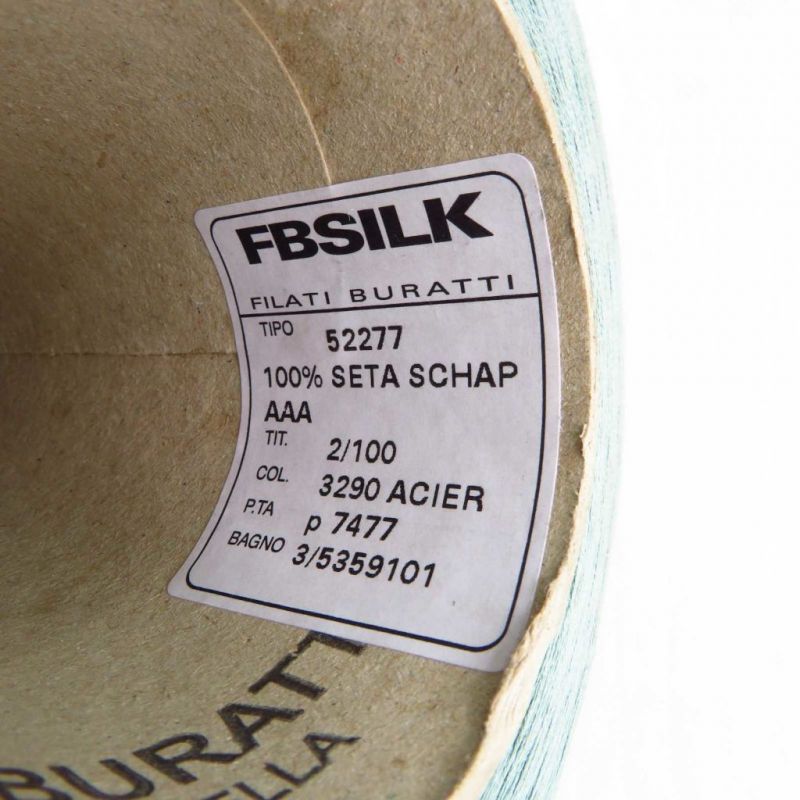 FBSILK
FILATI BURATTI
TIPO 52277
100% SETA SCHAP
AAA
TIT. 2/100
COL. 3290 ACIER
P.TA p 7477
BAGNO 3/5359101
BURATTI
ELLA